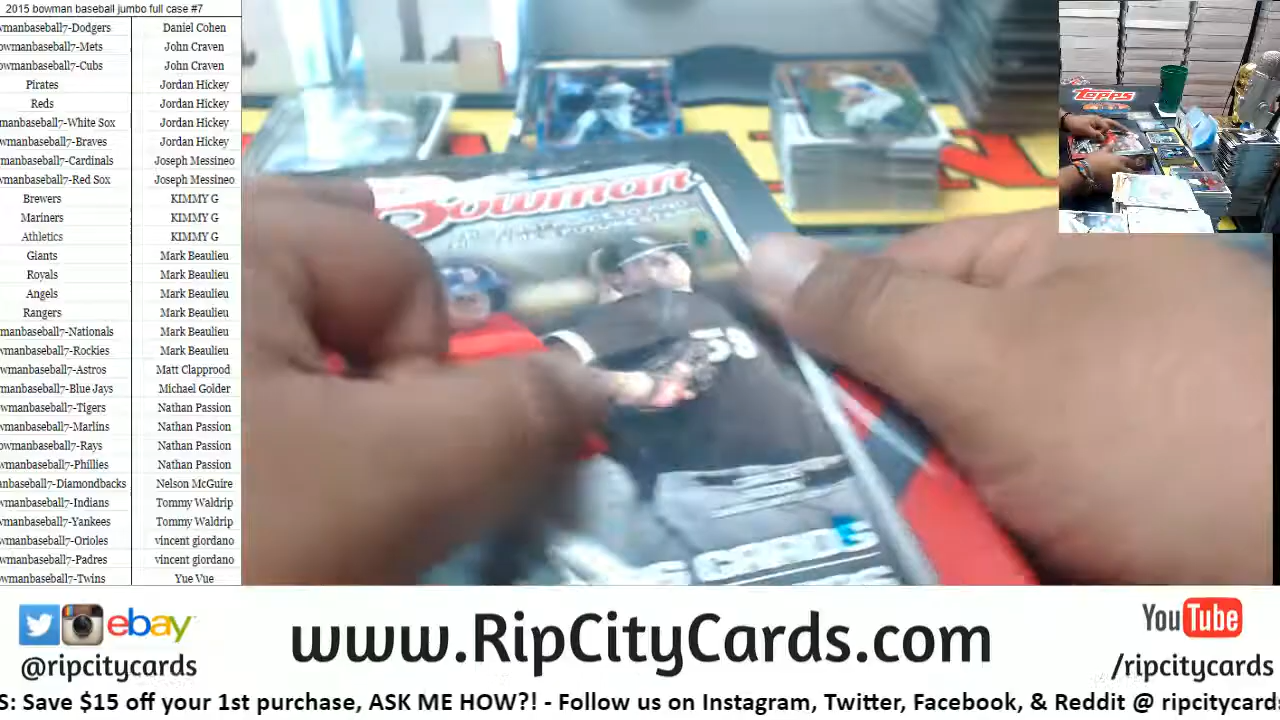 2015 bowman baseball jumbo full case #7
wmanbaseball7-Dodgers Daniel Cohen
owmanbaseball7-Mets John Craven
owmanbaseball7-Cubs John Craven
Pirates Jordan Hickey
Reds Jordan Hickey
manbaseball7-White Sox Jordan Hickey
wmanbaseball7-Braves Jordan Hickey
manbaseball7-Cardinals Joseph Messineo
wmanbaseball7-Red Sox Joseph Messineo
Brewers KIMMY G
Mariners KIMMY G
Athletics KIMMY G
Giants Mark Beaulieu
Royals Mark Beaulieu
Angels Mark Beaulieu
Rangers Mark Beaulieu
manbaseball7-Nationals Mark Beaulieu
wmanbaseball7-Rockies Mark Beaulieu
wmanbaseball7-Astros Matt Clapprood
manbaseball7-Blue Jays Michael Golder
wmanbaseball7-Tigers Nathan Passion
wmanbaseball7-Marlins Nathan Passion
owmanbaseball7-Rays Nathan Passion
wmanbaseball7-Phillies Nathan Passion
anbaseball7-Diamondbacks Nelson McGuire
wmanbaseball7-Indians Tommy Waldrip
wmanbaseball7-Yankees Tommy Waldrip
wmanbaseball7-Orioles vincent giordano
wmanbaseball7-Padres vincent giordano
wmanbaseball7-Twins Yue Vue
Bowman
58
CARDS
Topps
ebay
@ripcitycards
www.RipCityCards.com
YouTube
/ripcitycards
S: Save $15 off your 1st purchase, ASK ME HOW?! - Follow us on Instagram, Twitter, Facebook, & Reddit @ ripcitycards